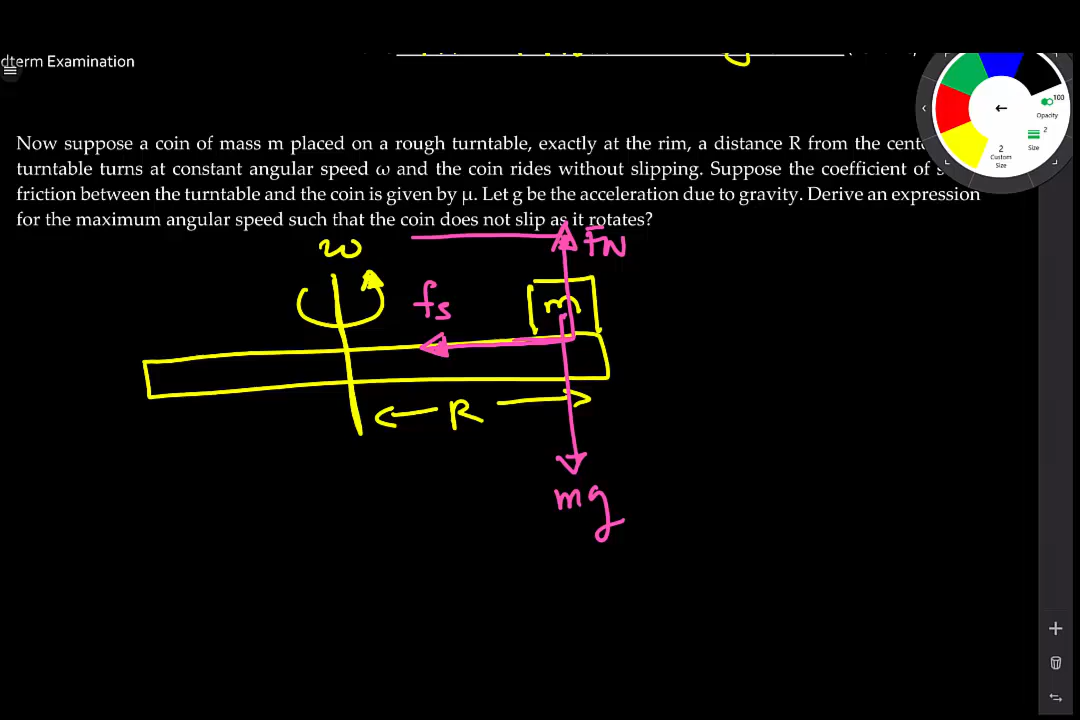 dterm Examination
100
Opacity
2
Size
2
Custom
Size
Now suppose a coin of mass m placed on a rough turntable, exactly at the rim, a distance R from the
turntable turns at constant angular speed ω and the coin rides without slipping. Suppose the coefficient of
friction between the turntable and the coin is given by μ. Let g be the acceleration due to gravity. Derive an expression
for the maximum angular speed such that the coin does not slip as it rotates?
ω
FN
m
fs
R
mg